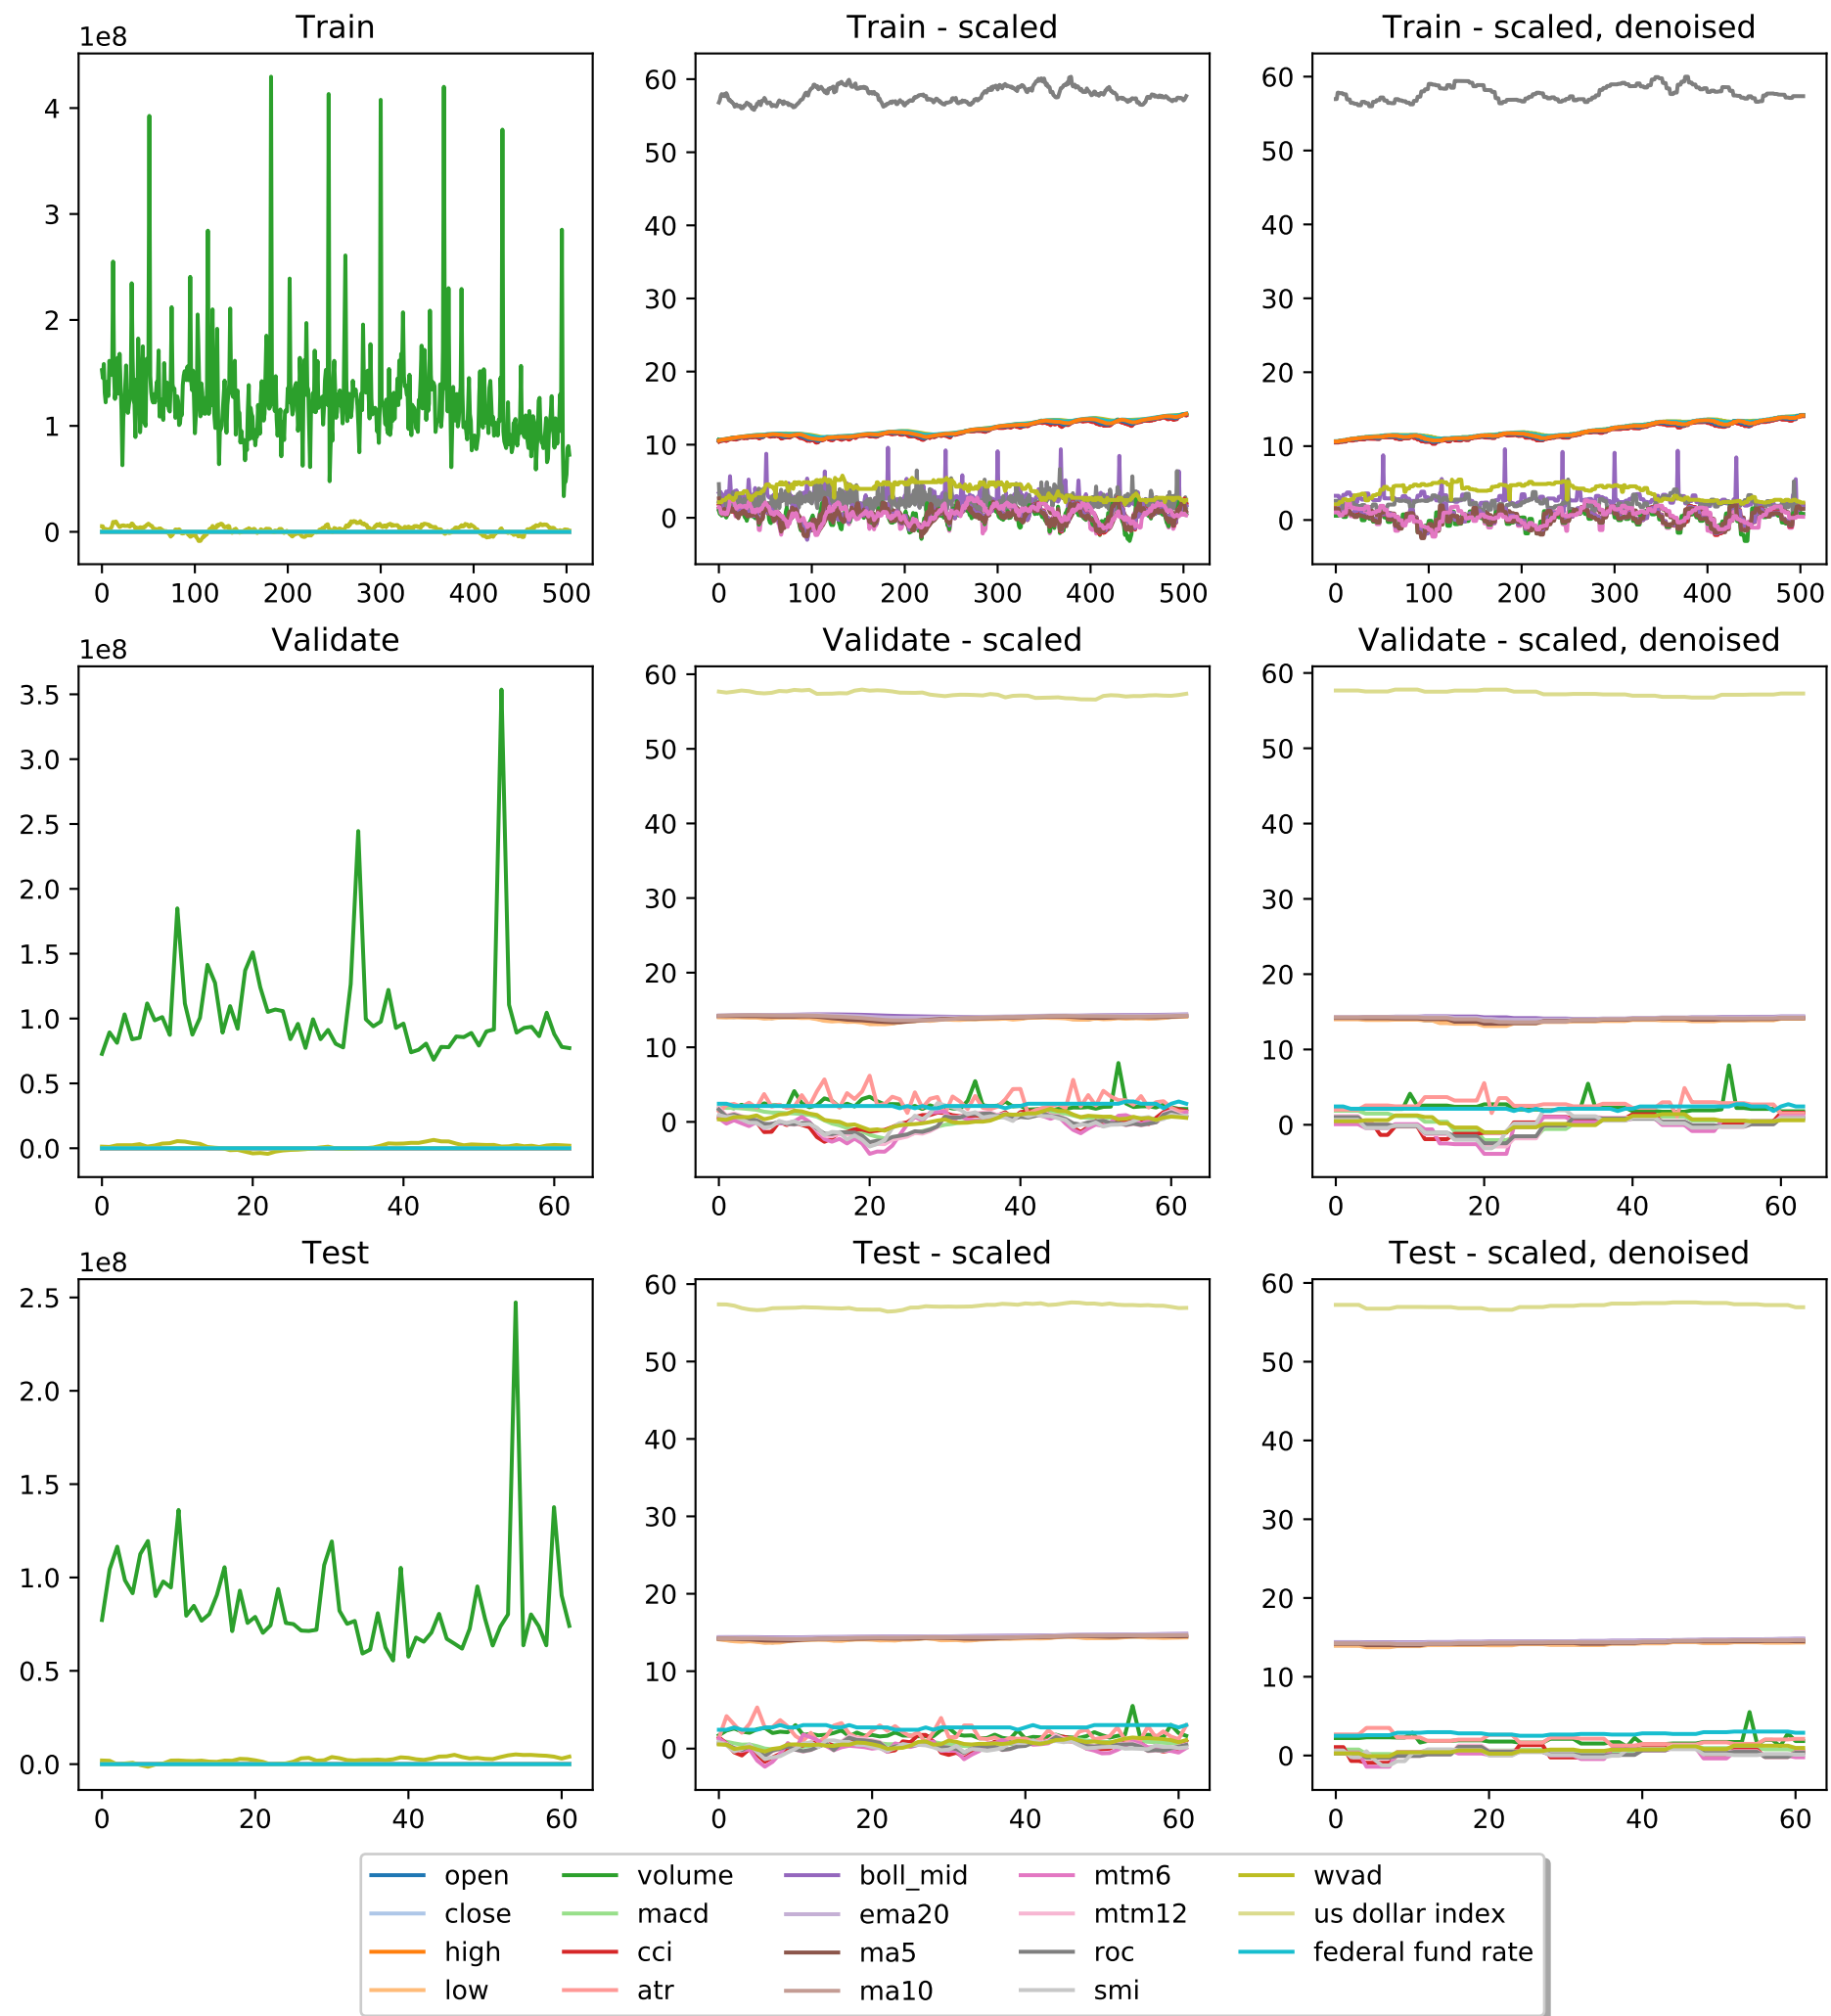 Train
Train - scaled
Train - scaled, denoised
1e8
4
3
2
1
0
0 100 200 300 400 500
60
50
40
30
20
10
0
0 100 200 300 400 500
60
50
40
30
20
10
0
0 100 200 300 400 500
Validate
Validate - scaled
Validate - scaled, denoised
1e8
3.5
3.0
2.5
2.0
1.5
1.0
0.5
0.0
0 20 40 60
60
50
40
30
20
10
0
0 20 40 60
60
50
40
30
20
10
0
0 20 40 60
Test
Test - scaled
Test - scaled, denoised
1e8
2.5
2.0
1.5
1.0
0.5
0.0
0 20 40 60
60
50
40
30
20
10
0
0 20 40 60
60
50
40
30
20
10
0
0 20 40 60
open
close
high
low
volume
macd
cci
atr
boll_mid
ema20
ma5
ma10
mtm6
mtm12
roc
smi
wvad
us dollar index
federal fund rate